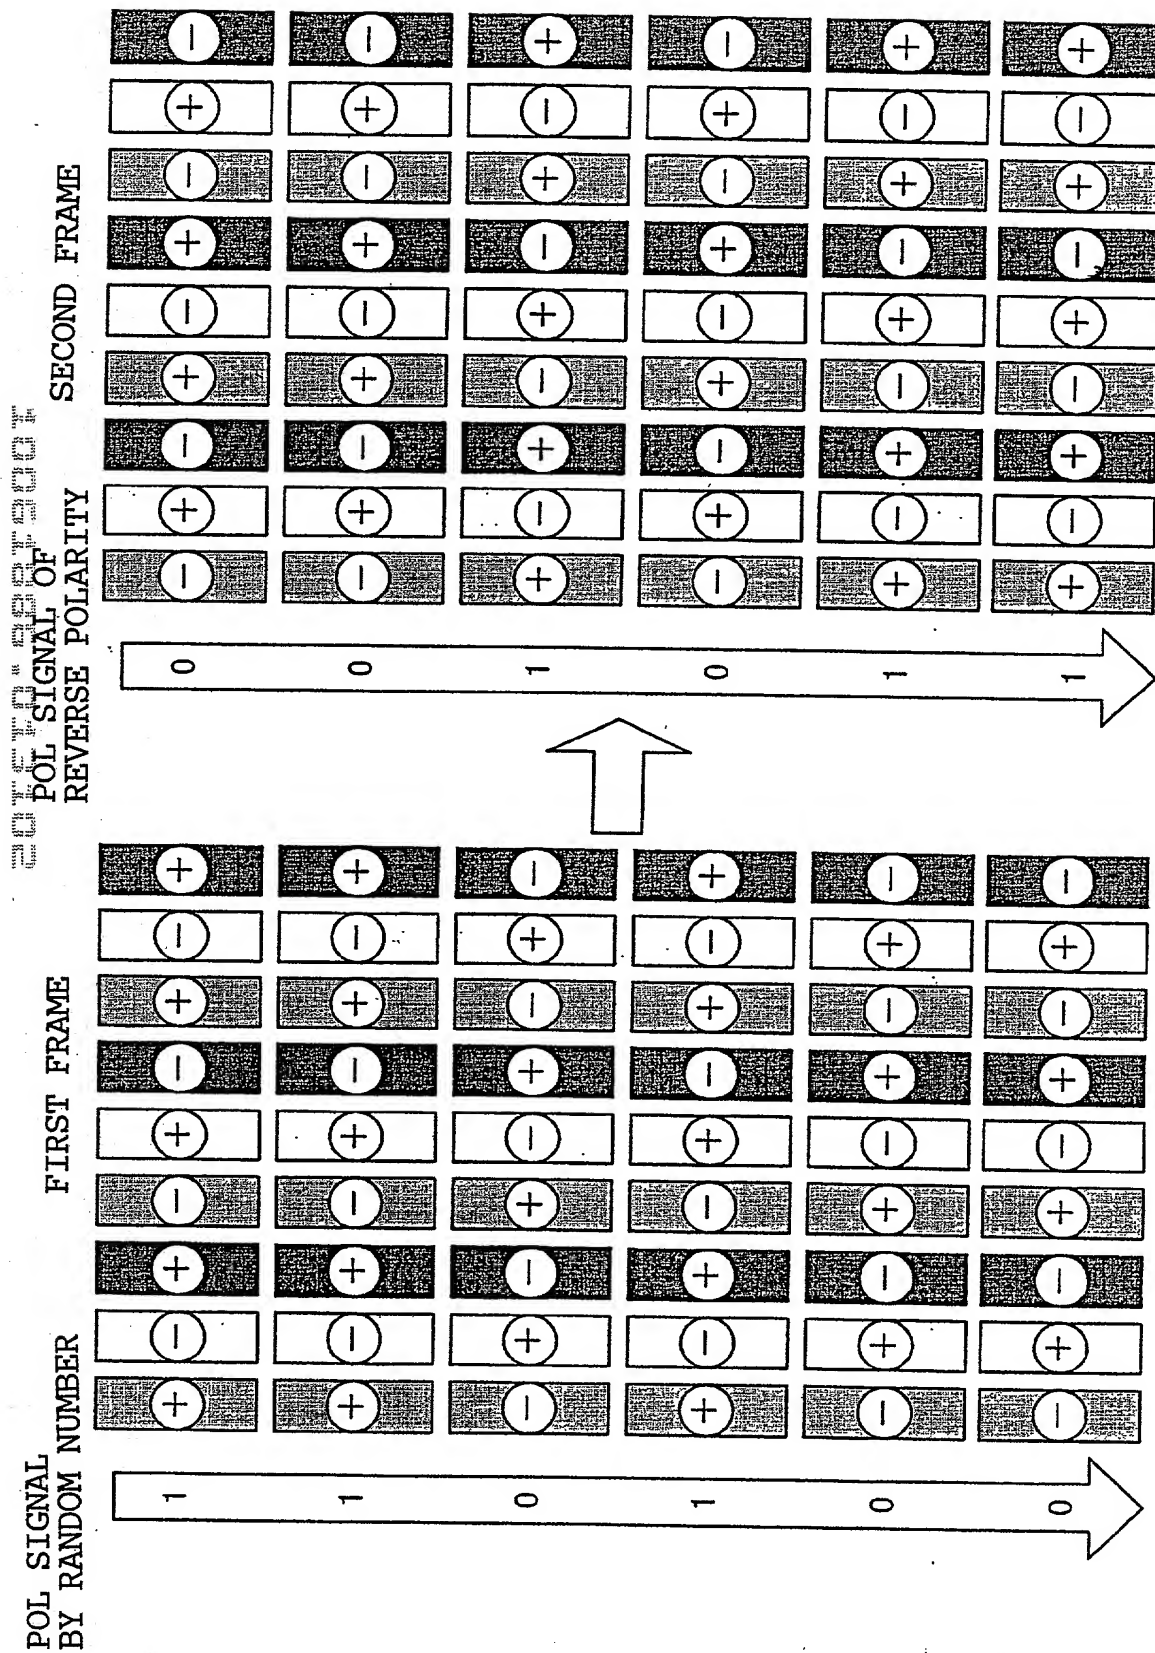 POL SIGNAL
BY RANDOM NUMBER
FIRST FRAME
POL SIGNAL OF
REVERSE POLARITY
SECOND FRAME
1 + − + − + − + − + 0 − + − + − + − + −
1 + − + − + − + − + 0 − + − + − + − + −
0 − + − + − + − + − 1 + − + − + − + − +
1 + − + − + − + − + 0 − + − + − + − + −
0 − + − + − + − + − 1 + − + − + − + − +
0 − + − + − + − + − 1 + − + − + − + − +